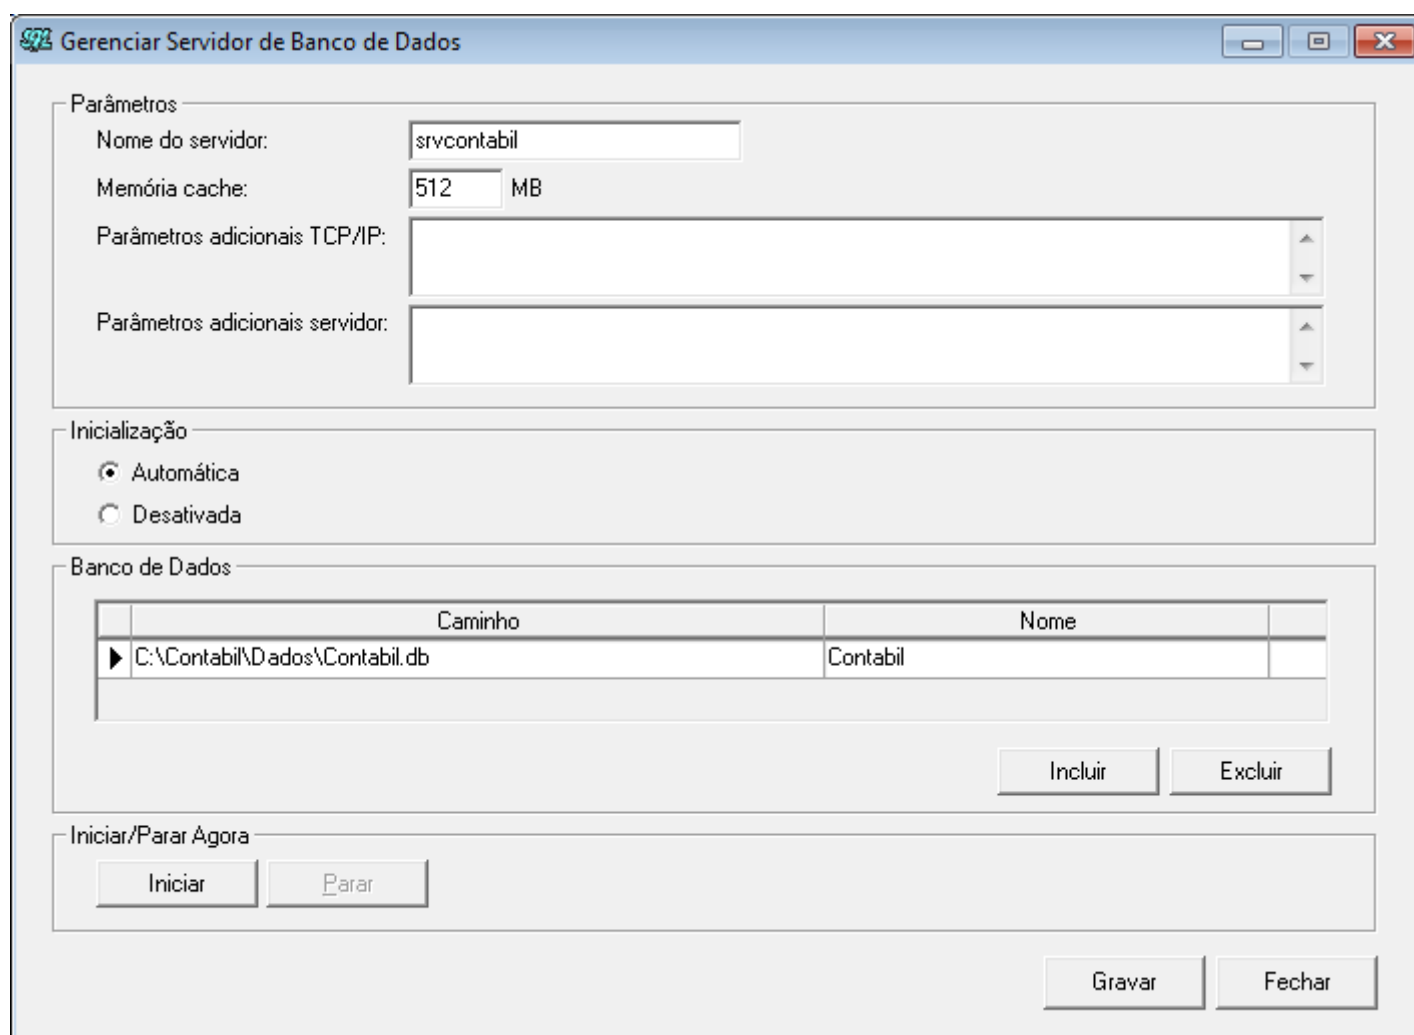 SQL Gerenciar Servidor de Banco de Dados
Parâmetros
Nome do servidor: srvcontabil
Memória cache: 512 MB
Parâmetros adicionais TCP/IP:
Parâmetros adicionais servidor:
Inicialização
Automática
Desativada
Banco de Dados
Caminho Nome
C:\Contabil\Dados\Contabil.db Contabil
Incluir Excluir
Iniciar/Parar Agora
Iniciar Parar
Gravar Fechar